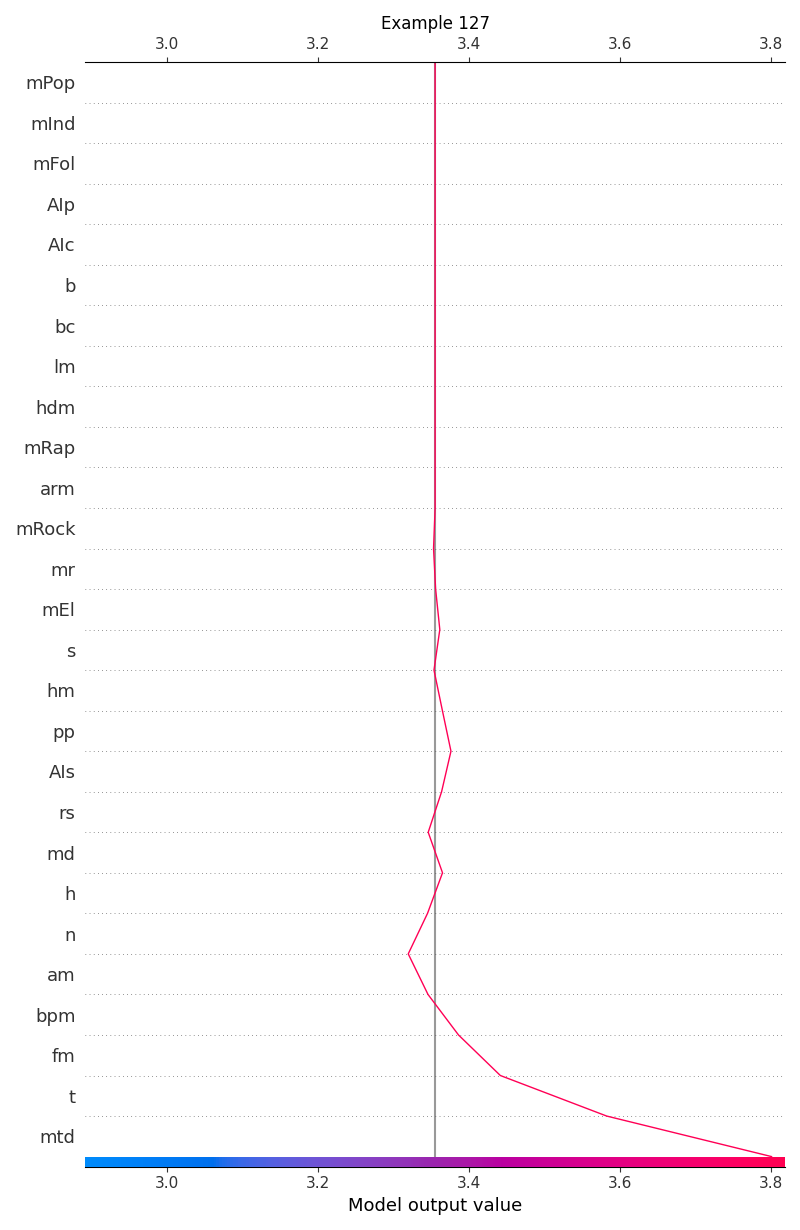 Example 127
3.0 3.2 3.4 3.6 3.8
mPop
mInd
mFol
AIp
AIc
b
bc
lm
hdm
mRap
arm
mRock
mr
mEl
s
hm
pp
AIs
rs
md
h
n
am
bpm
fm
t
mtd
3.0 3.2 3.4 3.6 3.8
Model output value